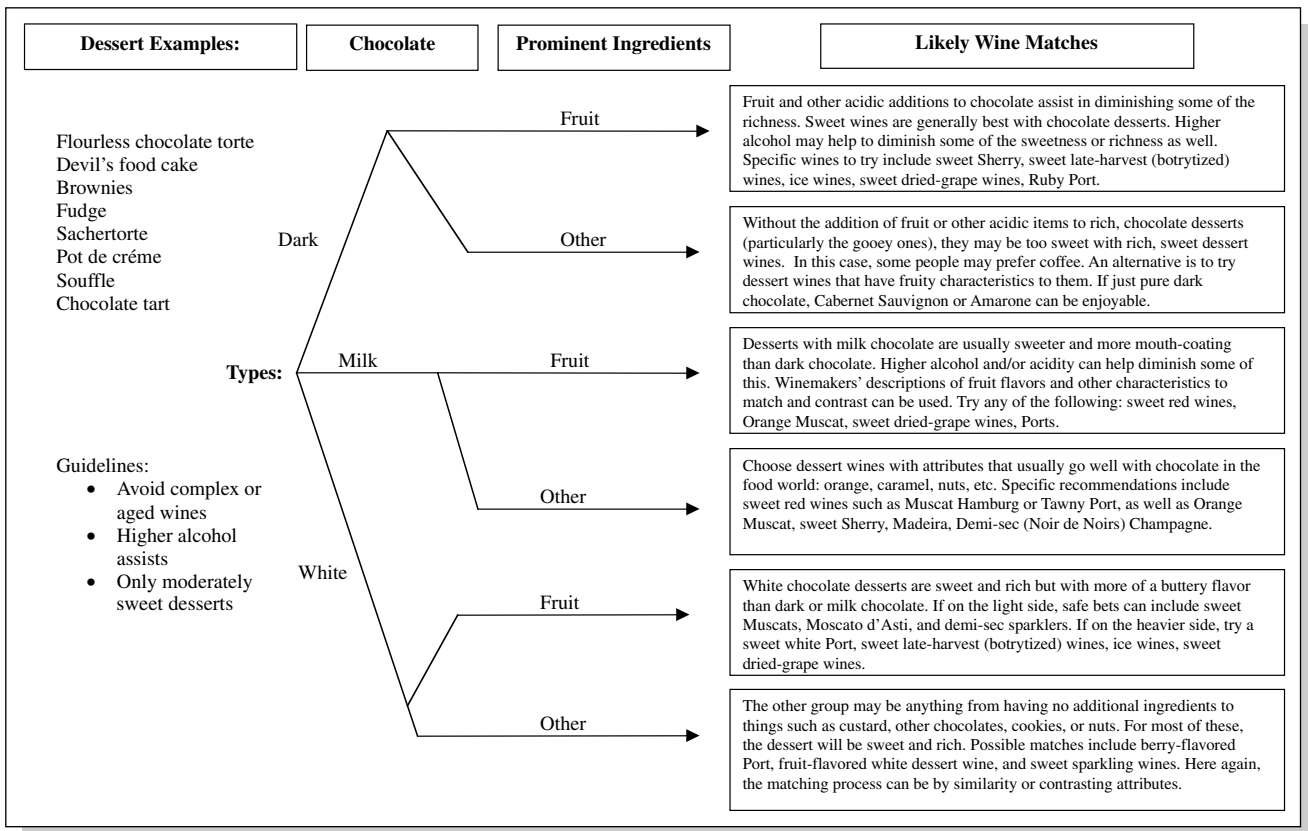 Dessert Examples:
Chocolate
Prominent Ingredients
Likely Wine Matches
Flourless chocolate torte
Devil's food cake
Brownies
Fudge
Sachertorte
Pot de créme
Souffle
Chocolate tart
Types:
Guidelines:
• Avoid complex or
aged wines
• Higher alcohol
assists
• Only moderately
sweet desserts
Dark
Fruit
Fruit and other acidic additions to chocolate assist in diminishing some of the
richness. Sweet wines are generally best with chocolate desserts. Higher
alcohol may help to diminish some of the sweetness or richness as well.
Specific wines to try include sweet Sherry, sweet late-harvest (botrytized)
wines, ice wines, sweet dried-grape wines, Ruby Port.
Other
Without the addition of fruit or other acidic items to rich, chocolate desserts
(particularly the gooey ones), they may be too sweet with rich, sweet dessert
wines.  In this case, some people may prefer coffee. An alternative is to try
dessert wines that have fruity characteristics to them. If just pure dark
chocolate, Cabernet Sauvignon or Amarone can be enjoyable.
Milk
Fruit
Desserts with milk chocolate are usually sweeter and more mouth-coating
than dark chocolate. Higher alcohol and/or acidity can help diminish some of
this. Winemakers' descriptions of fruit flavors and other characteristics to
match and contrast can be used. Try any of the following: sweet red wines,
Orange Muscat, sweet dried-grape wines, Ports.
Other
Choose dessert wines with attributes that usually go well with chocolate in the
food world: orange, caramel, nuts, etc. Specific recommendations include
sweet red wines such as Muscat Hamburg or Tawny Port, as well as Orange
Muscat, sweet Sherry, Madeira, Demi-sec (Noir de Noirs) Champagne.
White
Fruit
White chocolate desserts are sweet and rich but with more of a buttery flavor
than dark or milk chocolate. If on the light side, safe bets can include sweet
Muscats, Moscato d'Asti, and demi-sec sparklers. If on the heavier side, try a
sweet white Port, sweet late-harvest (botrytized) wines, ice wines, sweet
dried-grape wines.
Other
The other group may be anything from having no additional ingredients to
things such as custard, other chocolates, cookies, or nuts. For most of these,
the dessert will be sweet and rich. Possible matches include berry-flavored
Port, fruit-flavored white dessert wine, and sweet sparkling wines. Here again,
the matching process can be by similarity or contrasting attributes.